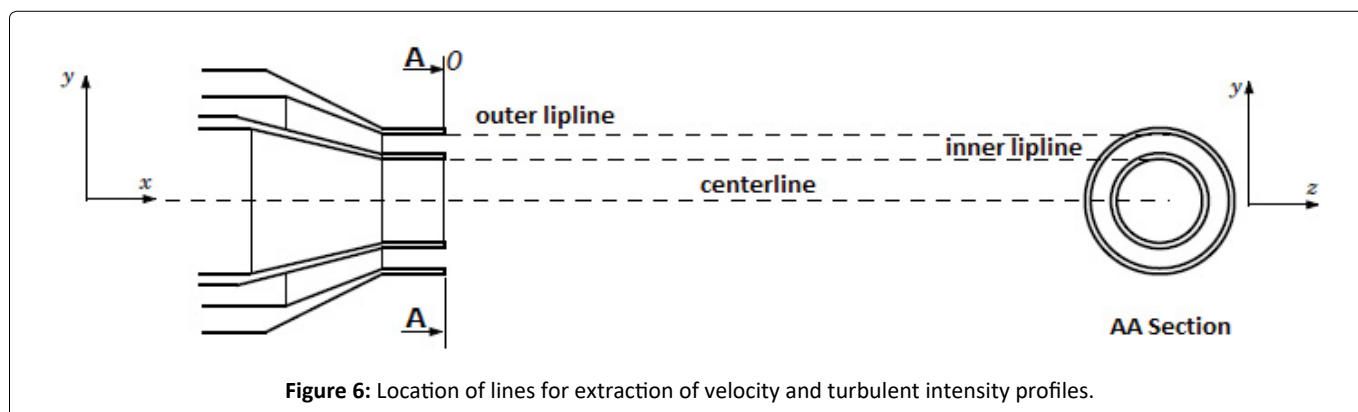 A
O
y
outer lipline
y
inner lipline
x
centerline
z
A
AA Section
Figure 6: Location of lines for extraction of velocity and turbulent intensity profiles.